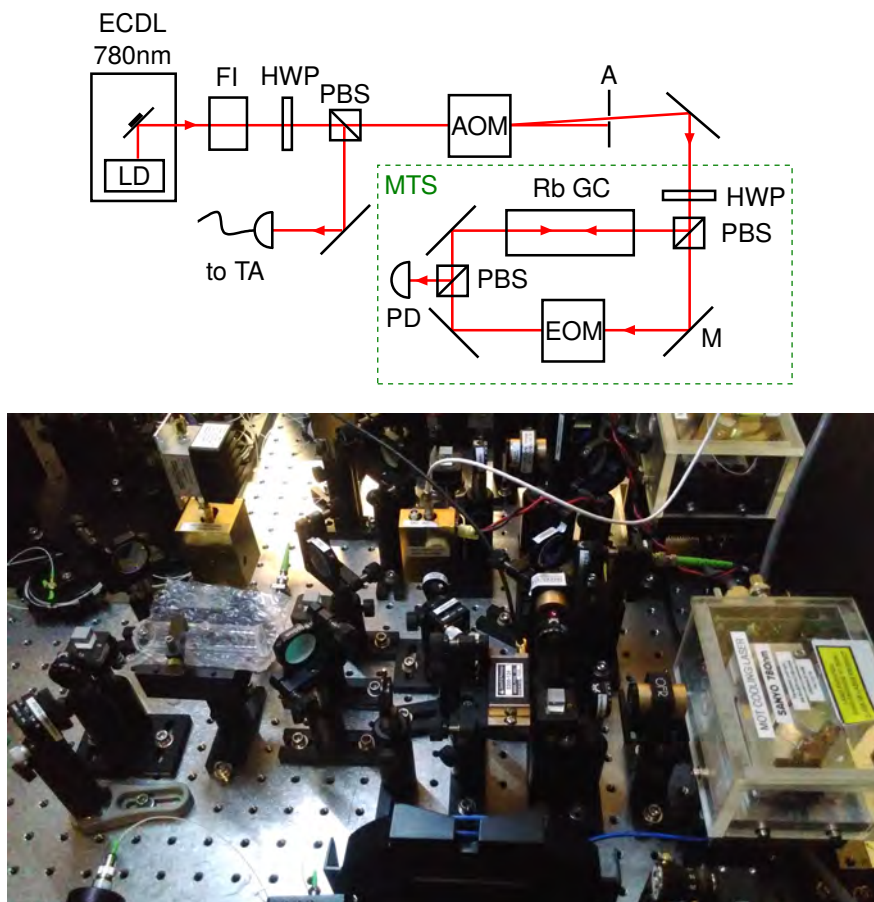 ECDL
780nm
FI
HWP
PBS
A
AOM
LD
MTS
Rb GC
HWP
PBS
to TA
PBS
PD
EOM
M
MOT COOLING LASER
SANYO 780nm
OFR